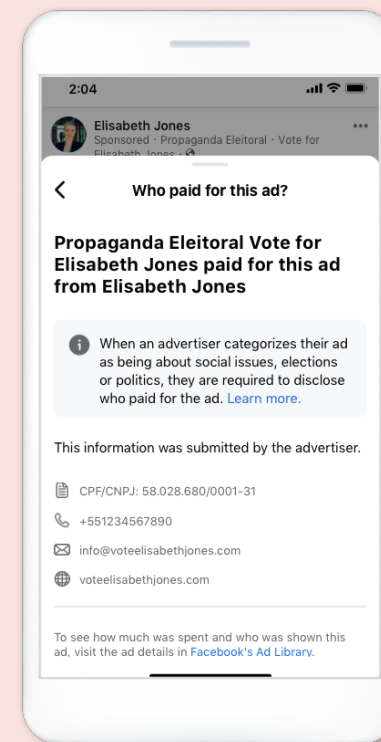 2:04
Elisabeth Jones
Sponsored · Propaganda Eleitoral · Vote for
Elisabeth Jones ·
Who paid for this ad?
Propaganda Eleitoral Vote for
Elisabeth Jones paid for this ad
from Elisabeth Jones
When an advertiser categorizes their ad
as being about social issues, elections
or politics, they are required to disclose
who paid for the ad. Learn more.
This information was submitted by the advertiser.
CPF/CNPJ: 58.028.680/0001-31
+551234567890
info@voteelisabethjones.com
voteelisabethjones.com
To see how much was spent and who was shown this
ad, visit the ad details in Facebook's Ad Library.